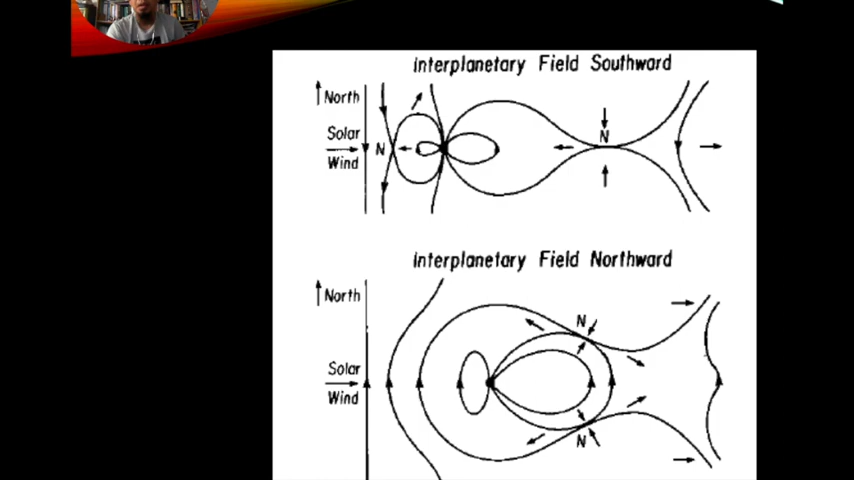 Interplanetary Field Southward
North
Solar
Wind
N
N
Interplanetary Field Northward
North
N
Solar
Wind
N